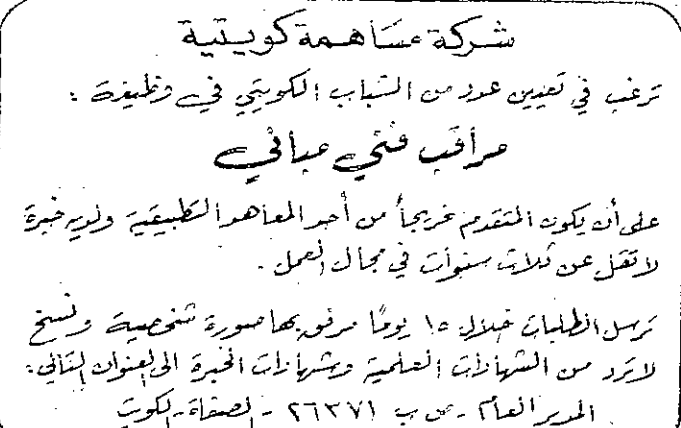 شركة مساهمة كويتية
ترغب في تعيين عدد من الشباب الكويتي في وظيفة :
مراقب فني مباني
على أن يكون المتقدم خريجاً من أحد المعاهد التطبيقية ولديه خبرة
لا تقل عن ثلاث سنوات في مجال العمل .
ترسل الطلبات خلال ١٥ يومًا مرفق بها صورة شخصية ونسخ
لا ترد من الشهادات العلمية وشهادات الخبرة الى العنوان التالي :
المدير العام - ص ب ٢٦٣٧١ - الصفاة - الكويت